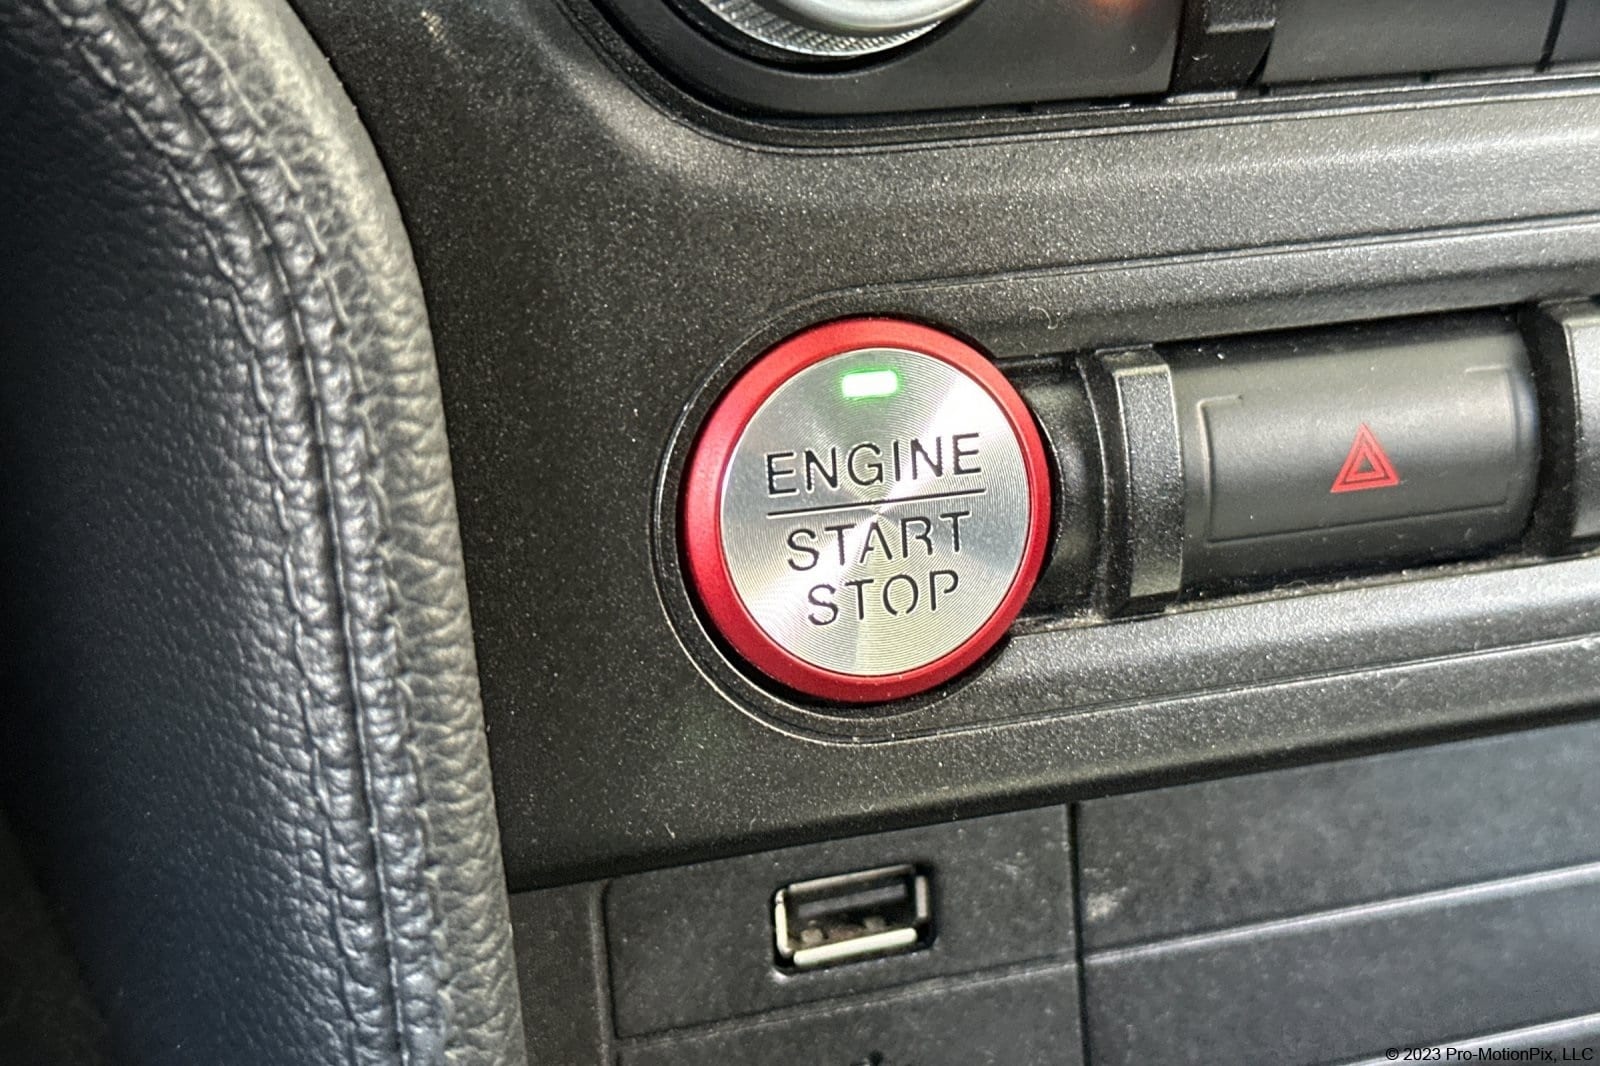 ENGINE
START
STOP
© 2023 Pro-MotionPix, LLC